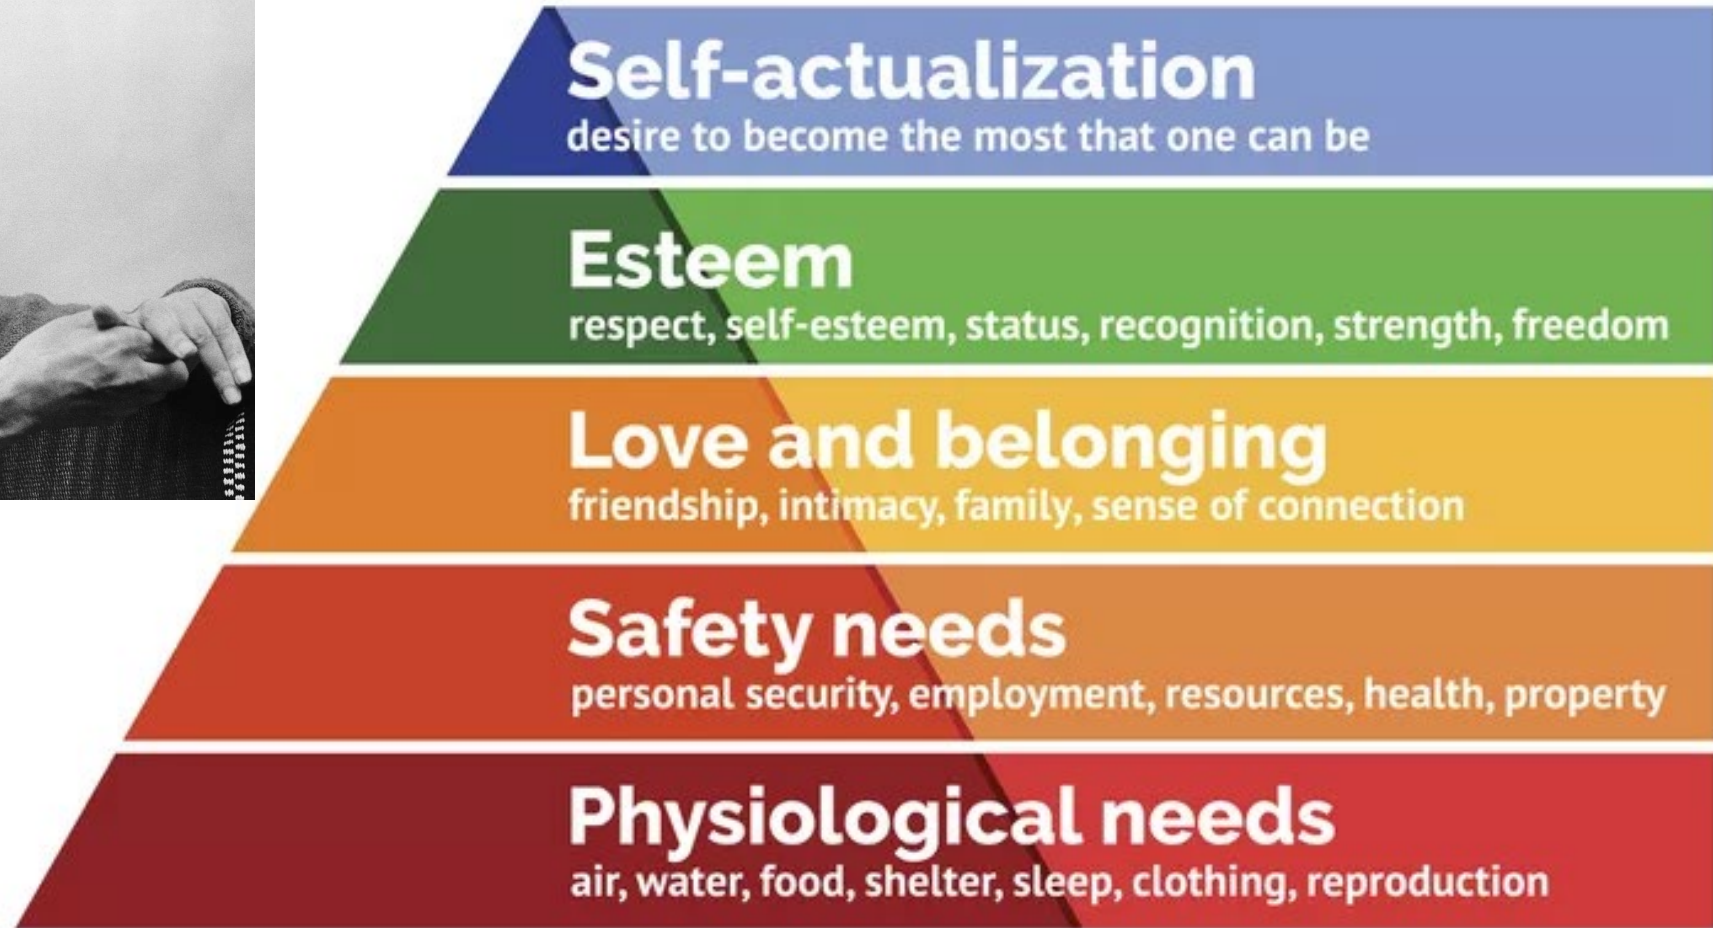 Self-actualization
desire to become the most that one can be
Esteem
respect, self-esteem, status, recognition, strength, freedom
Love and belonging
friendship, intimacy, family, sense of connection
Safety needs
personal security, employment, resources, health, property
Physiological needs
air, water, food, shelter, sleep, clothing, reproduction